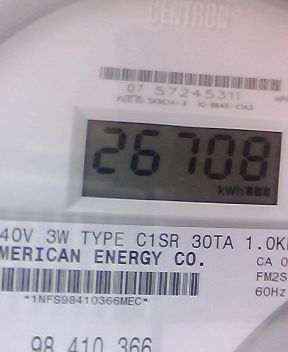 CENTRON®
07 57245311
26708
kWh
40V 3W TYPE C1SR 30TA 1.0K
MERICAN ENERGY CO.
CA 0
FM2S
60Hz
*1NFS98410366MEC*
98 410 366